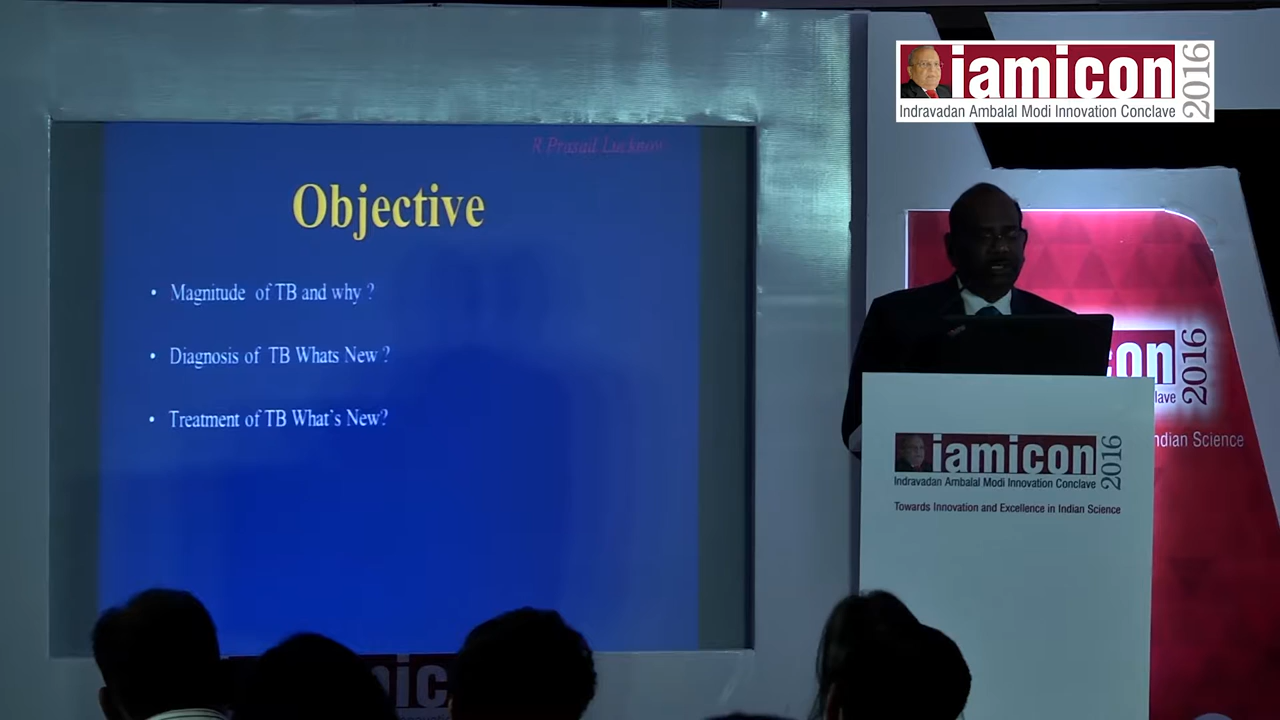 iamicon 2016
Indravadan Ambalal Modi Innovation Conclave
R Prasad Lucknow
Objective
• Magnitude of TB and why ?
• Diagnosis of TB Whats New ?
• Treatment of TB What's New?
con 2016
lave
ndian Science
iamicon 2016
Indravadan Ambalal Modi Innovation Conclave
Towards Innovation and Excellence in Indian Science
nic